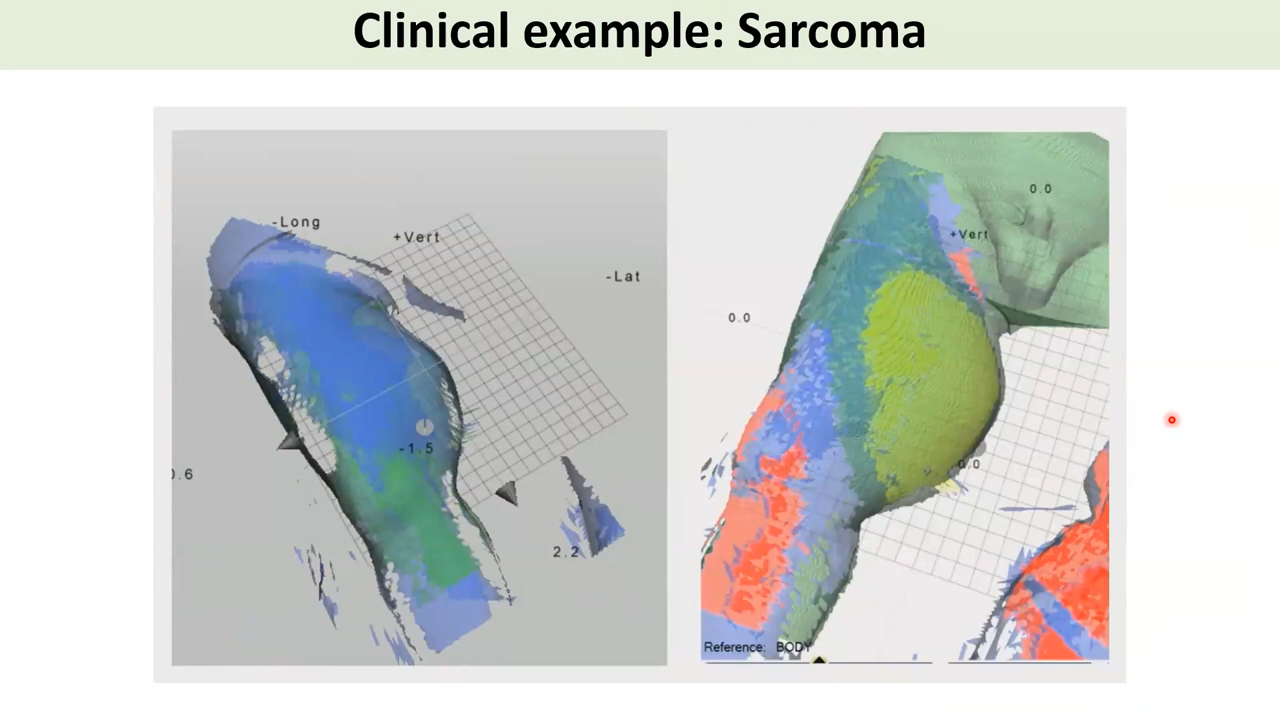 Clinical example: Sarcoma
-Long
+Vert
-Lat
-1.5
0.6
2.2
0.0
+Vert
0.0
0.0
Reference: BODY